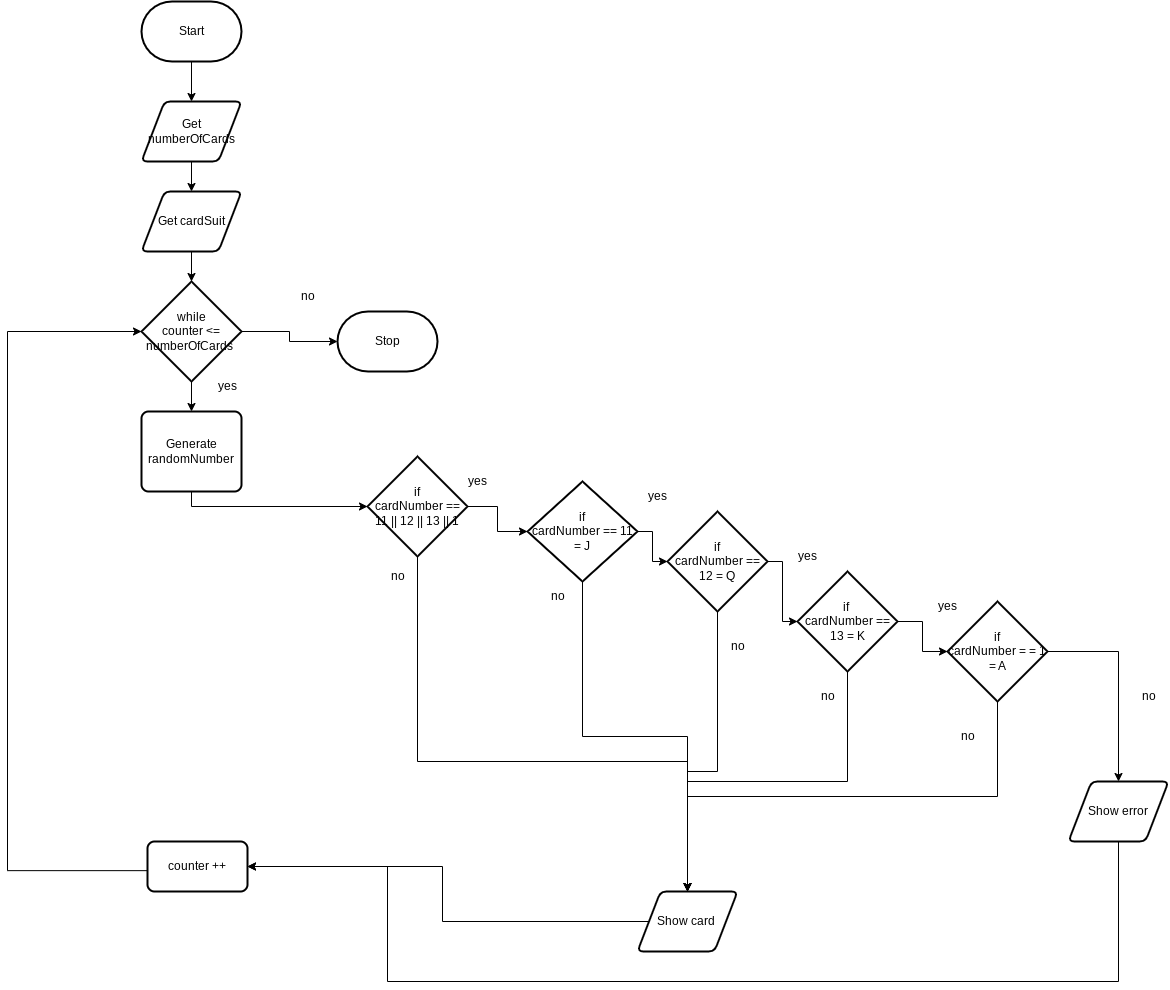 Start
Get
numberOfCards
Get cardSuit
while
counter <=
numberOfCards
no
Stop
yes
Generate
randomNumber
if
cardNumber ==
11 || 12 || 13 || 1
yes
no
if
cardNumber == 11
= J
yes
no
if
cardNumber ==
12 = Q
yes
no
if
cardNumber ==
13 = K
yes
no
if
cardNumber = = 1
= A
no
no
Show error
counter ++
Show card